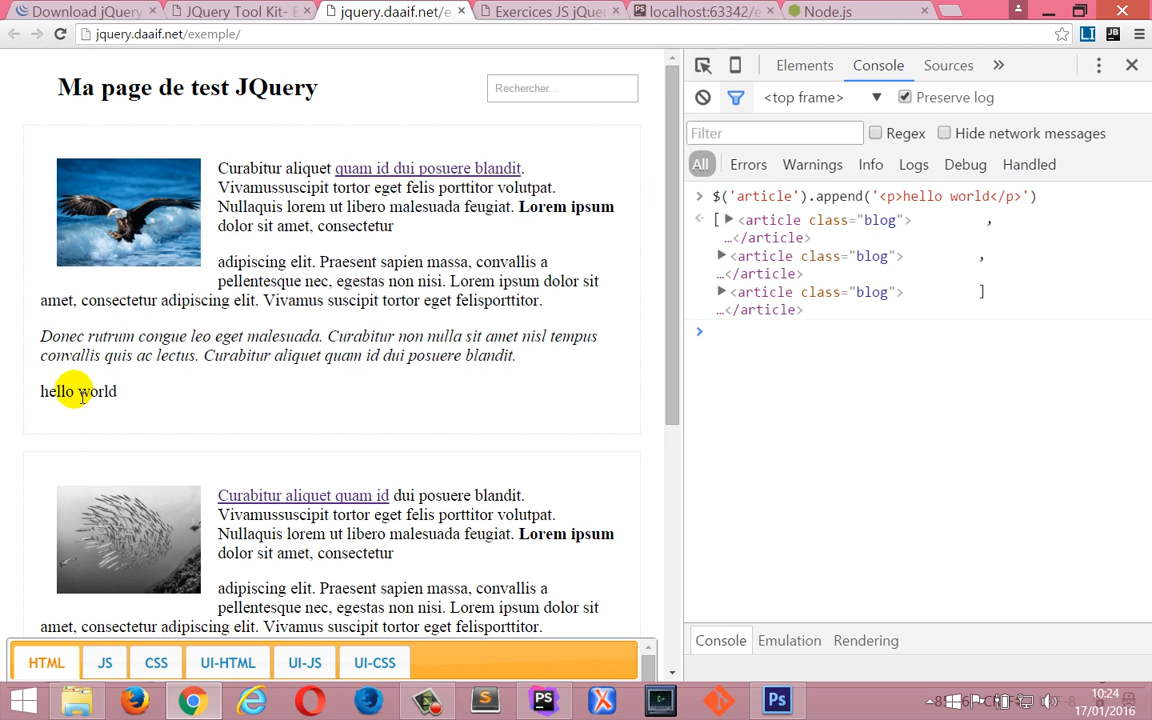 Download jQuery
JQuery Tool Kit- E
jquery.daaif.net/e
Exercices JS jQue
localhost:63342/e
Node.js
jquery.daaif.net/exemple/
Ma page de test JQuery
Rechercher...
Curabitur aliquet quam id dui posuere blandit.
Vivamussuscipit tortor eget felis porttitor volutpat.
Nullaquis lorem ut libero malesuada feugiat. Lorem ipsum
dolor sit amet, consectetur
adipiscing elit. Praesent sapien massa, convallis a
pellentesque nec, egestas non nisi. Lorem ipsum dolor sit
amet, consectetur adipiscing elit. Vivamus suscipit tortor eget felisporttitor.
Donec rutrum congue leo eget malesuada. Curabitur non nulla sit amet nisl tempus
convallis quis ac lectus. Curabitur aliquet quam id dui posuere blandit.
hello world
Curabitur aliquet quam id dui posuere blandit.
Vivamussuscipit tortor eget felis porttitor volutpat.
Nullaquis lorem ut libero malesuada feugiat. Lorem ipsum
dolor sit amet, consectetur
adipiscing elit. Praesent sapien massa, convallis a
pellentesque nec, egestas non nisi. Lorem ipsum dolor sit
amet, consectetur adipiscing elit. Vivamus suscipit tortor eget felisporttitor.
HTML JS CSS UI-HTML UI-JS UI-CSS
Elements Console Sources
<top frame> Preserve log
Filter Regex Hide network messages
All Errors Warnings Info Logs Debug Handled
$('article').append('<p>hello world</p>')
[ <article class="blog> ,
…</article>
<article class="blog"> ,
…</article>
<article class="blog"> ]
…</article>
Console Emulation Rendering
10:24
17/01/2016